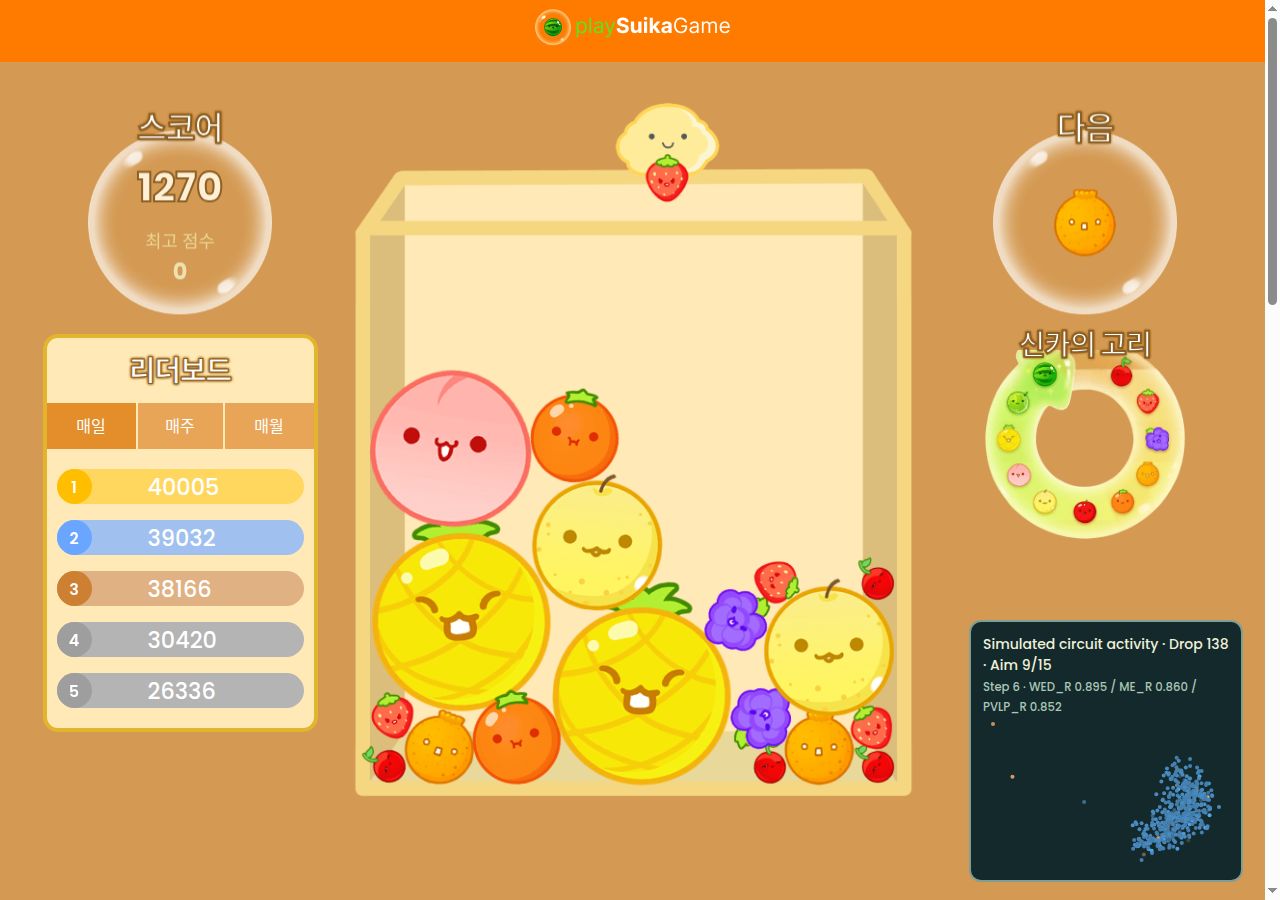 playSuikaGame
스코어
1270
최고 점수
0
다음
리더보드
매일 매주 매월
1 40005
2 39032
3 38166
4 30420
5 26336
신카의 고리
Simulated circuit activity · Drop 138
· Aim 9/15
Step 6 · WED_R 0.895 / ME_R 0.860 /
PVLP_R 0.852